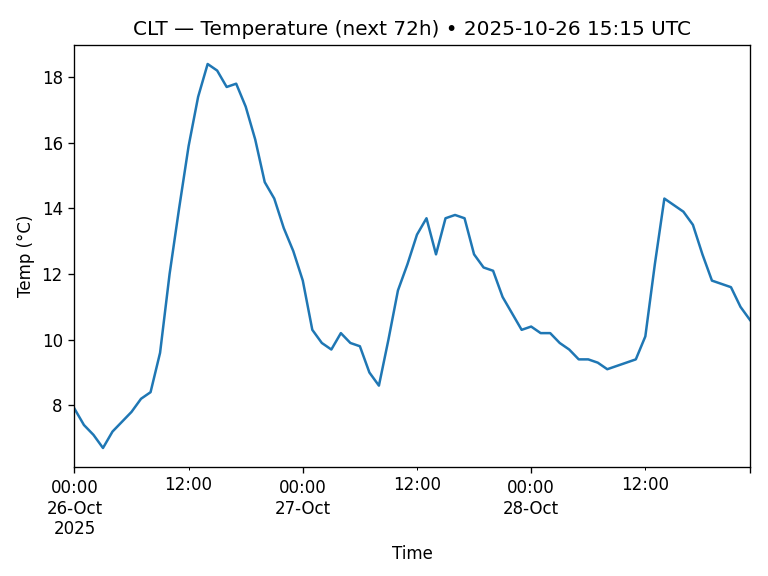 CLT — Temperature (next 72h) • 2025-10-26 15:15 UTC
Temp (°C)
18
16
14
12
10
8
00:00 12:00 00:00 12:00 00:00 12:00
26-Oct 27-Oct 28-Oct
2025
Time